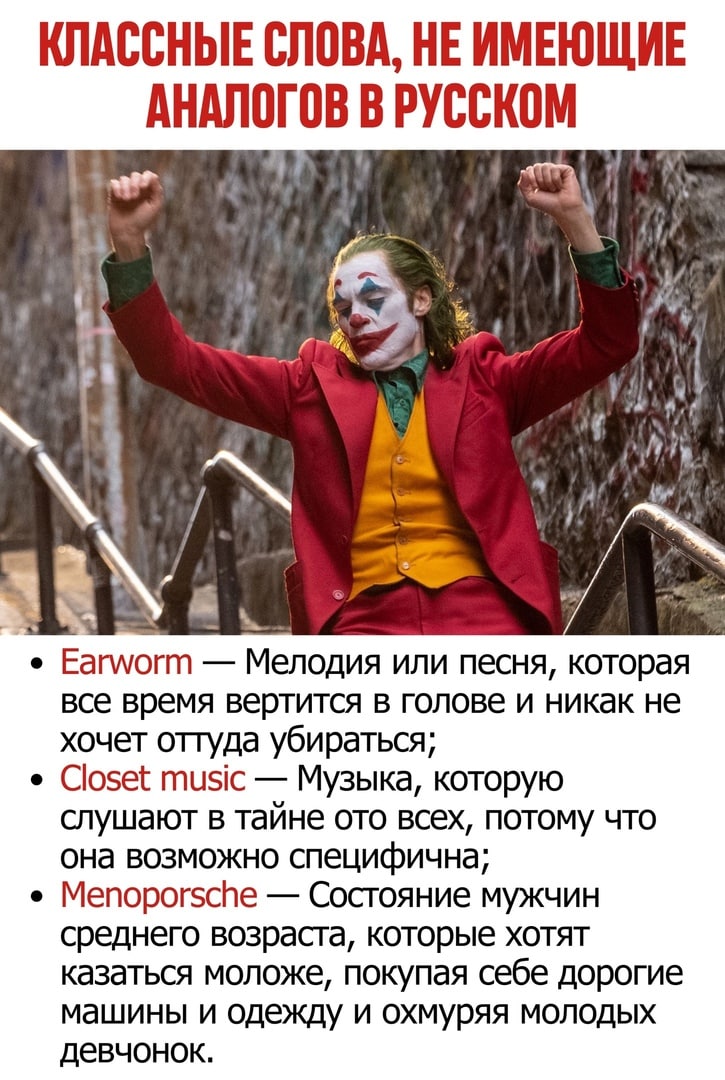 КЛАССНЫЕ СЛОВА, НЕ ИМЕЮЩИЕ
АНАЛОГОВ В РУССКОМ
• Earworm — Мелодия или песня, которая
все время вертится в голове и никак не
хочет оттуда убираться;
• Closet music — Музыка, которую
слушают в тайне ото всех, потому что
она возможно специфична;
• Menoporsche — Состояние мужчин
среднего возраста, которые хотят
казаться моложе, покупая себе дорогие
машины и одежду и охмуряя молодых
девчонок.